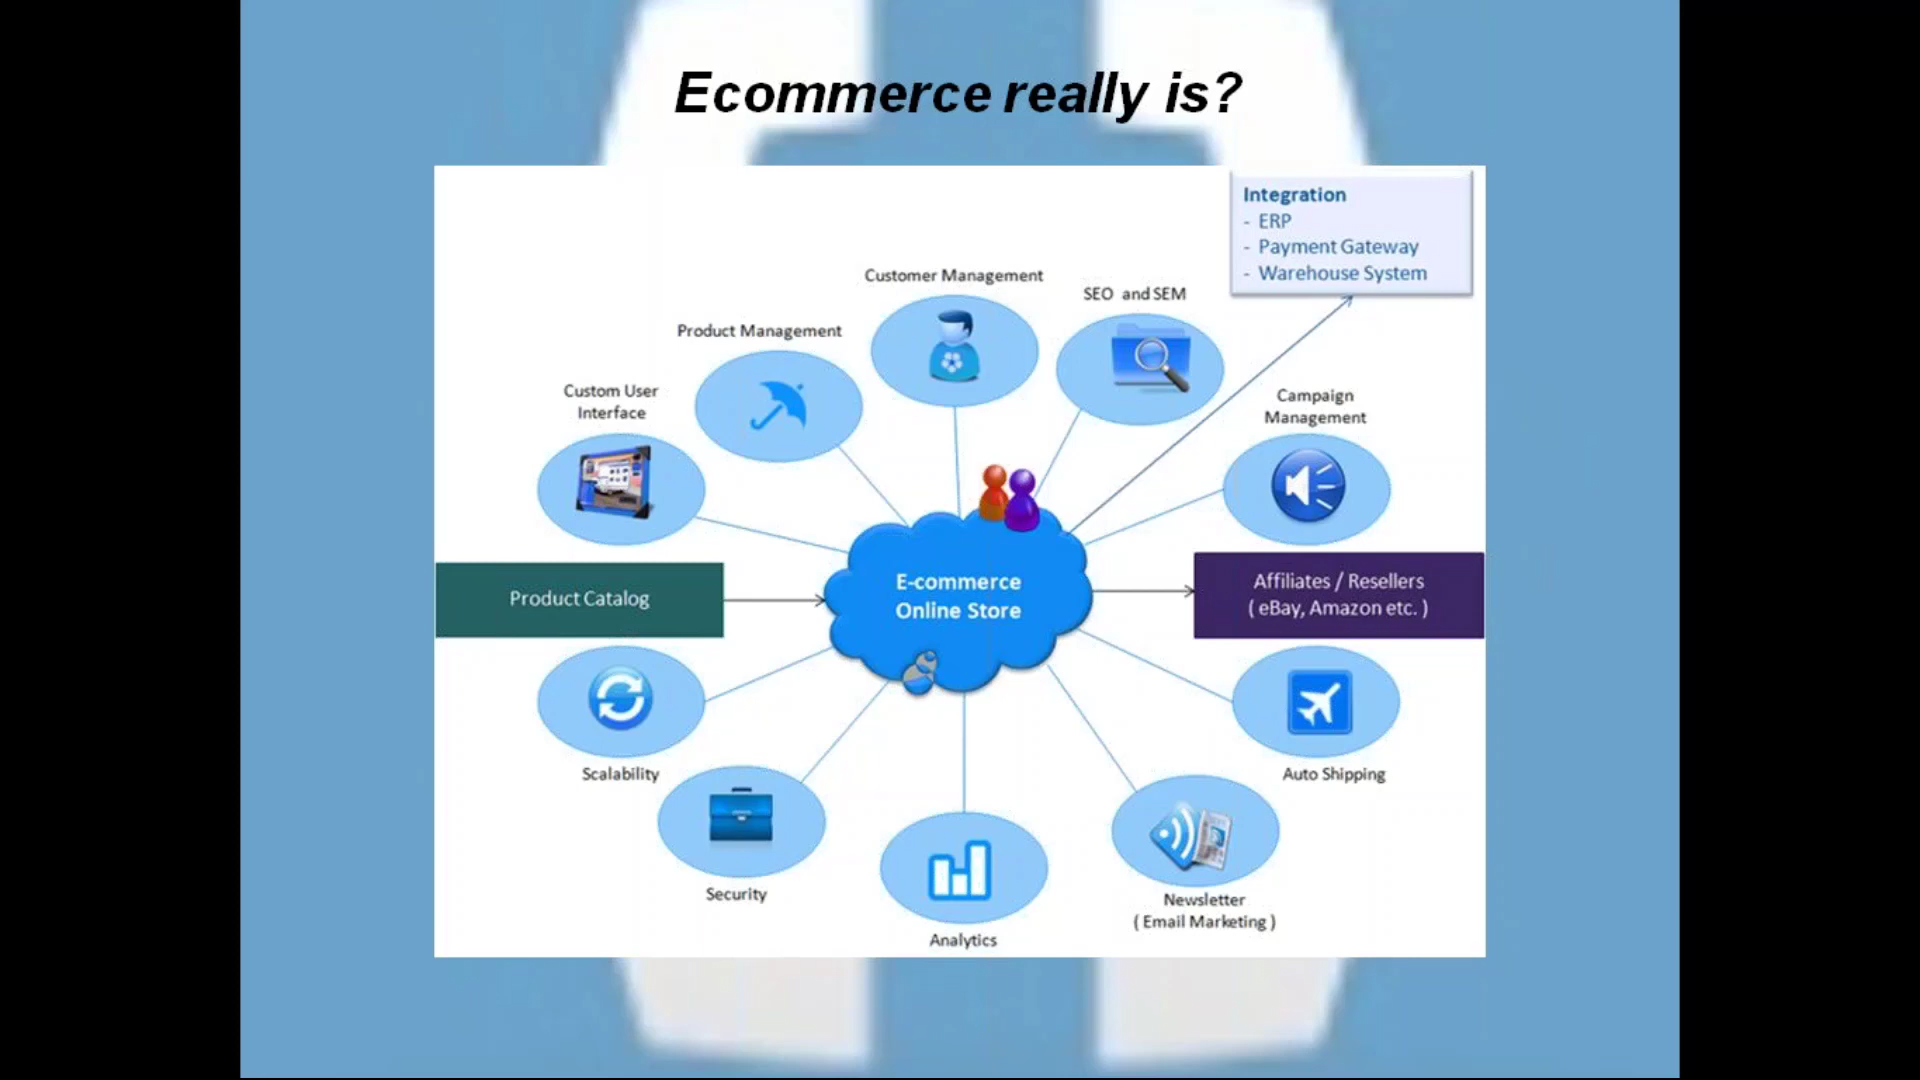 Ecommerce really is?
Integration
- ERP
- Payment Gateway
- Warehouse System
Customer Management
SEO and SEM
Product Management
Custom User
Interface
Campaign
Management
E-commerce
Online Store
Product Catalog
Affiliates / Resellers
( eBay, Amazon etc. )
Scalability
Auto Shipping
Security
Newsletter
( Email Marketing )
Analytics